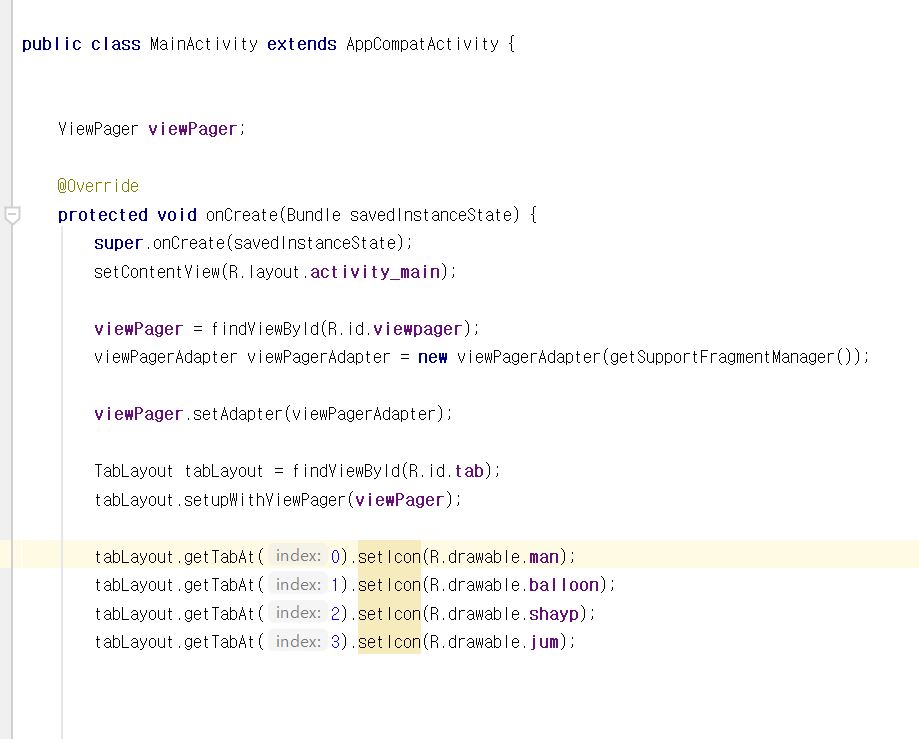 public class MainActivity extends AppCompatActivity {
ViewPager viewPager;
@Override
protected void onCreate(Bundle savedInstanceState) {
super.onCreate(savedInstanceState);
setContentView(R.layout.activity_main);
viewPager = findViewById(R.id.viewpager);
viewPagerAdapter viewPagerAdapter = new viewPagerAdapter(getSupportFragmentManager());
viewPager.setAdapter(viewPagerAdapter);
TabLayout tabLayout = findViewById(R.id.tab);
tabLayout.setupWithViewPager(viewPager);
tabLayout.getTabAt( index: 0).setIcon(R.drawable.man);
tabLayout.getTabAt( index: 1).setIcon(R.drawable.balloon);
tabLayout.getTabAt( index: 2).setIcon(R.drawable.shayp);
tabLayout.getTabAt( index: 3).setIcon(R.drawable.jum);